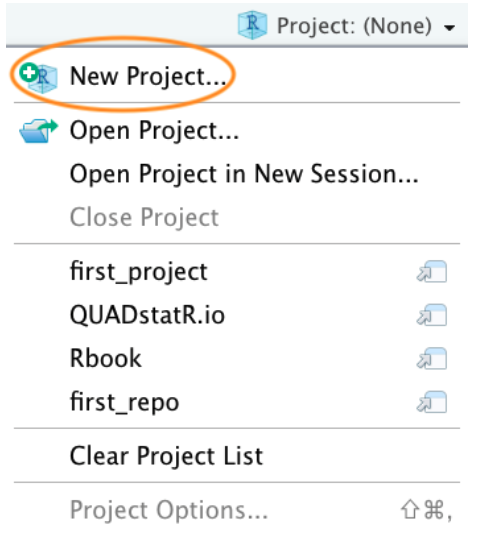 Project: (None)
New Project...
Open Project...
Open Project in New Session...
Close Project
first_project
QUADstatR.io
Rbook
first_repo
Clear Project List
Project Options... ⇧⌘,